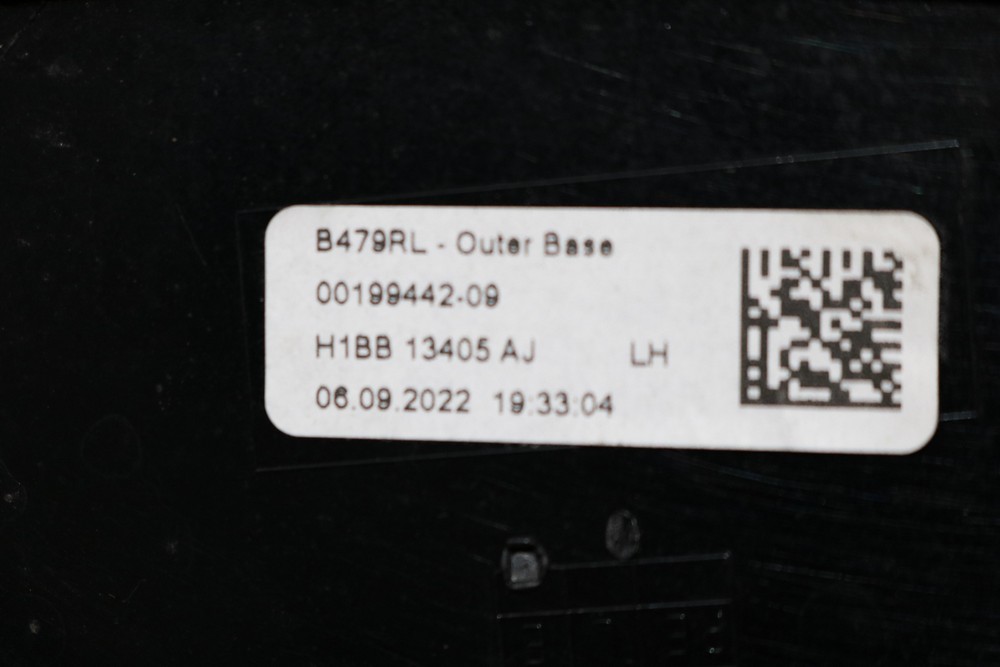 B479RL - Outer Base
00199442-09
H1BB 13405 AJ LH
06.09.2022 19:33:04